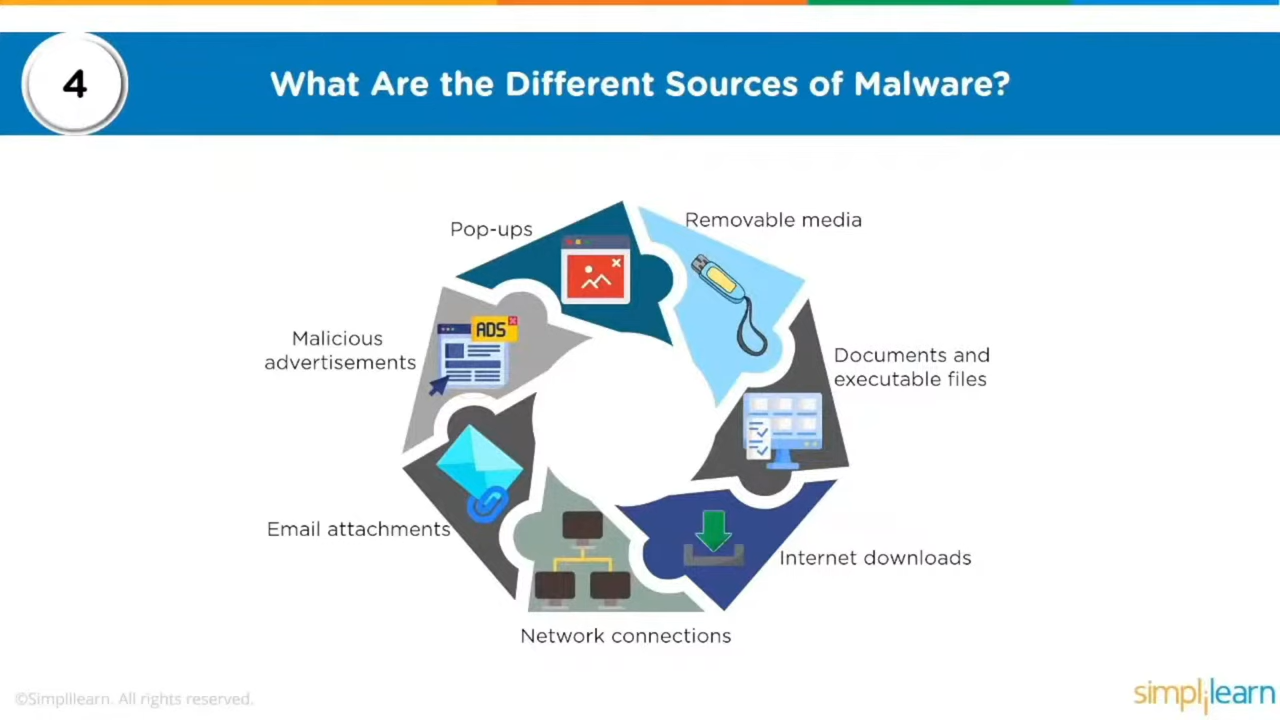 4
What Are the Different Sources of Malware?
Pop-ups
Removable media
ADS
Malicious
advertisements
Documents and
executable files
Email attachments
Internet downloads
Network connections
©Simplilearn. All rights reserved.
simplilearn